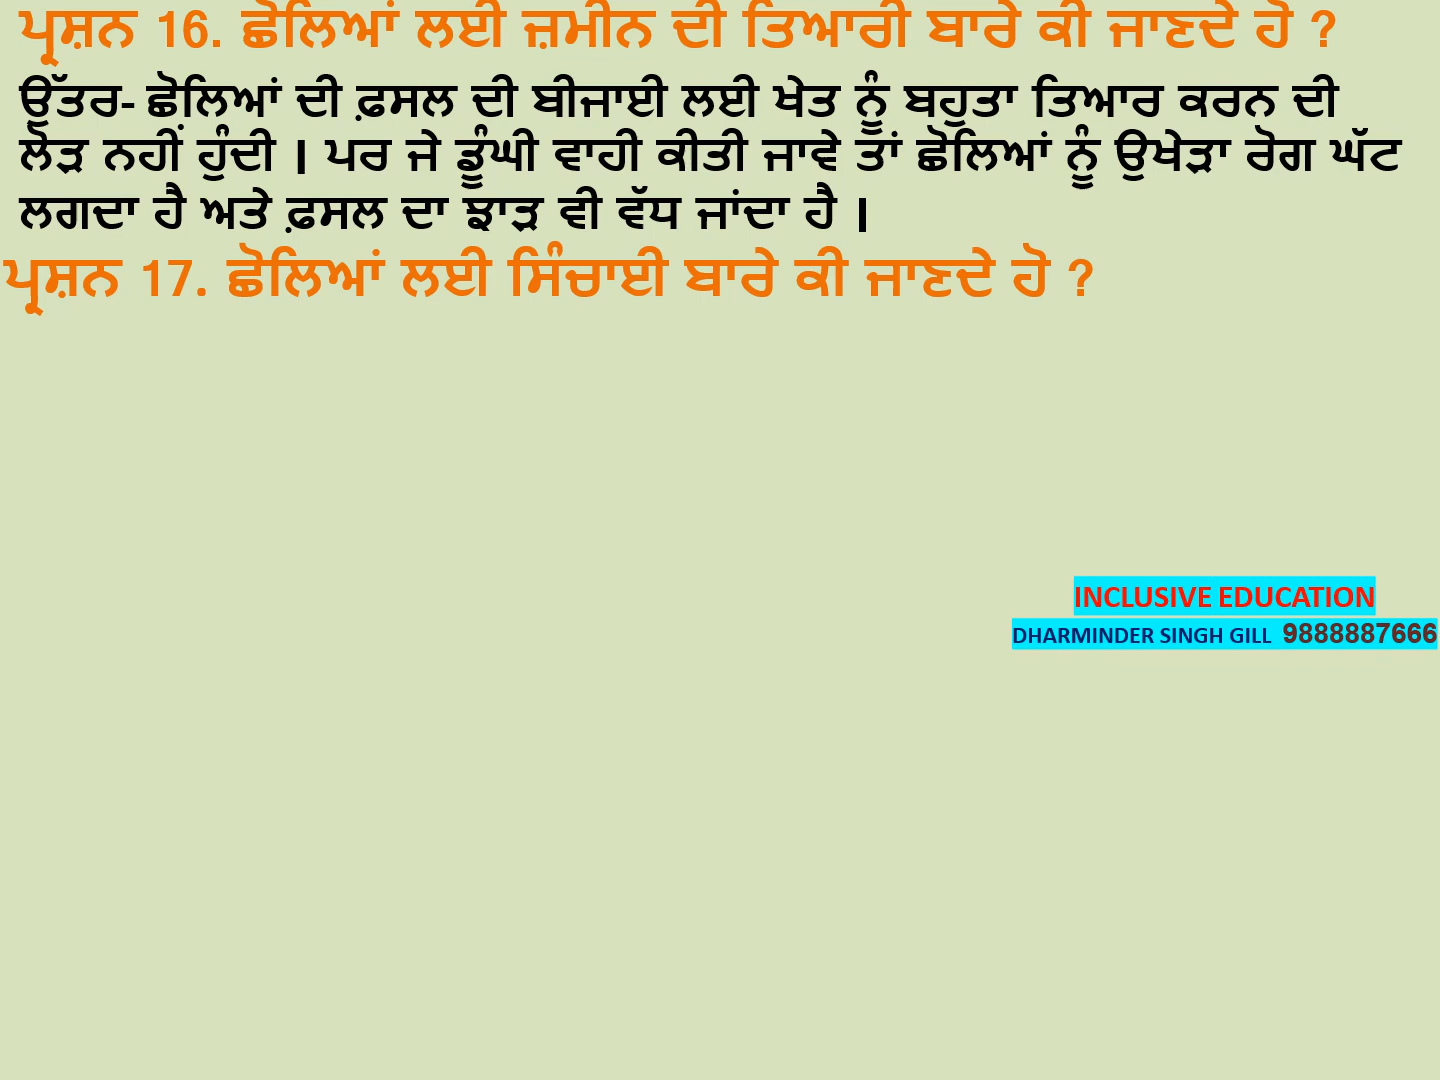 ਪ੍ਰਸ਼ਨ 16. ਛੋਲਿਆਂ ਲਈ ਜ਼ਮੀਨ ਦੀ ਤਿਆਰੀ ਬਾਰੇ ਕੀ ਜਾਣਦੇ ਹੋ ?
ਉੱਤਰ- ਛੋਲਿਆਂ ਦੀ ਫ਼ਸਲ ਦੀ ਬੀਜਾਈ ਲਈ ਖੇਤ ਨੂੰ ਬਹੁਤਾ ਤਿਆਰ ਕਰਨ ਦੀ
ਲੋੜ ਨਹੀਂ ਹੁੰਦੀ । ਪਰ ਜੇ ਡੂੰਘੀ ਵਾਹੀ ਕੀਤੀ ਜਾਵੇ ਤਾਂ ਛੋਲਿਆਂ ਨੂੰ ਉਖੇੜਾ ਰੋਗ ਘੱਟ
ਲਗਦਾ ਹੈ ਅਤੇ ਫ਼ਸਲ ਦਾ ਝਾੜ ਵੀ ਵੱਧ ਜਾਂਦਾ ਹੈ ।
ਪ੍ਰਸ਼ਨ 17. ਛੋਲਿਆਂ ਲਈ ਸਿੰਚਾਈ ਬਾਰੇ ਕੀ ਜਾਣਦੇ ਹੋ ?
INCLUSIVE EDUCATION
DHARMINDER SINGH GILL 9888887666